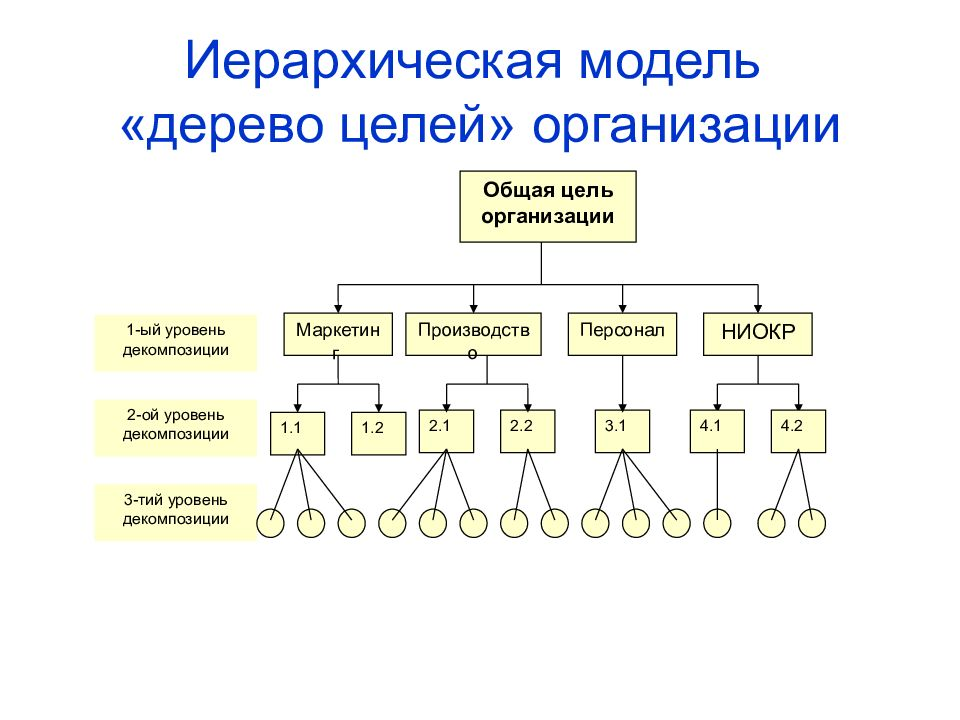 Иерархическая модель
«дерево целей» организации
Общая цель
организации
1-ый уровень
декомпозиции
Маркетин
г
Производств
о
Персонал
НИОКР
2-ой уровень
декомпозиции
1.1
1.2
2.1
2.2
3.1
4.1
4.2
3-тий уровень
декомпозиции